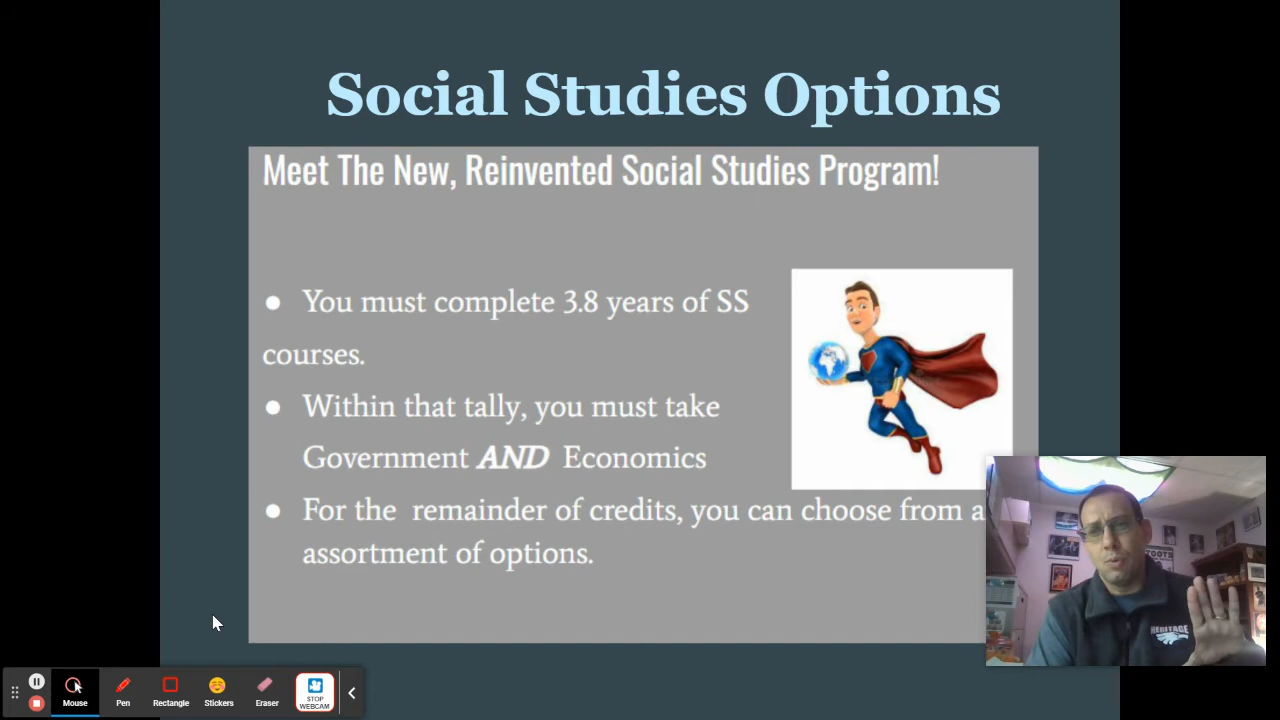 Social Studies Options
Meet The New, Reinvented Social Studies Program!
● You must complete 3.8 years of SS
courses.
● Within that tally, you must take
Government AND Economics
● For the remainder of credits, you can choose from a
assortment of options.
HERITAGE
Mouse
Pen
Rectangle
Stickers
Eraser
STOP
WEBCAM